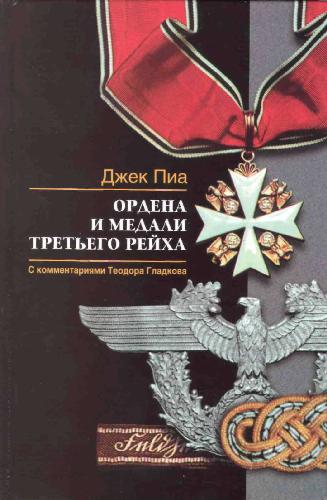 Джек Пиа
ОРДЕНА
И МЕДАЛИ
ТРЕТЬЕГО РЕЙХА
С комментариями Теодора Гладкова